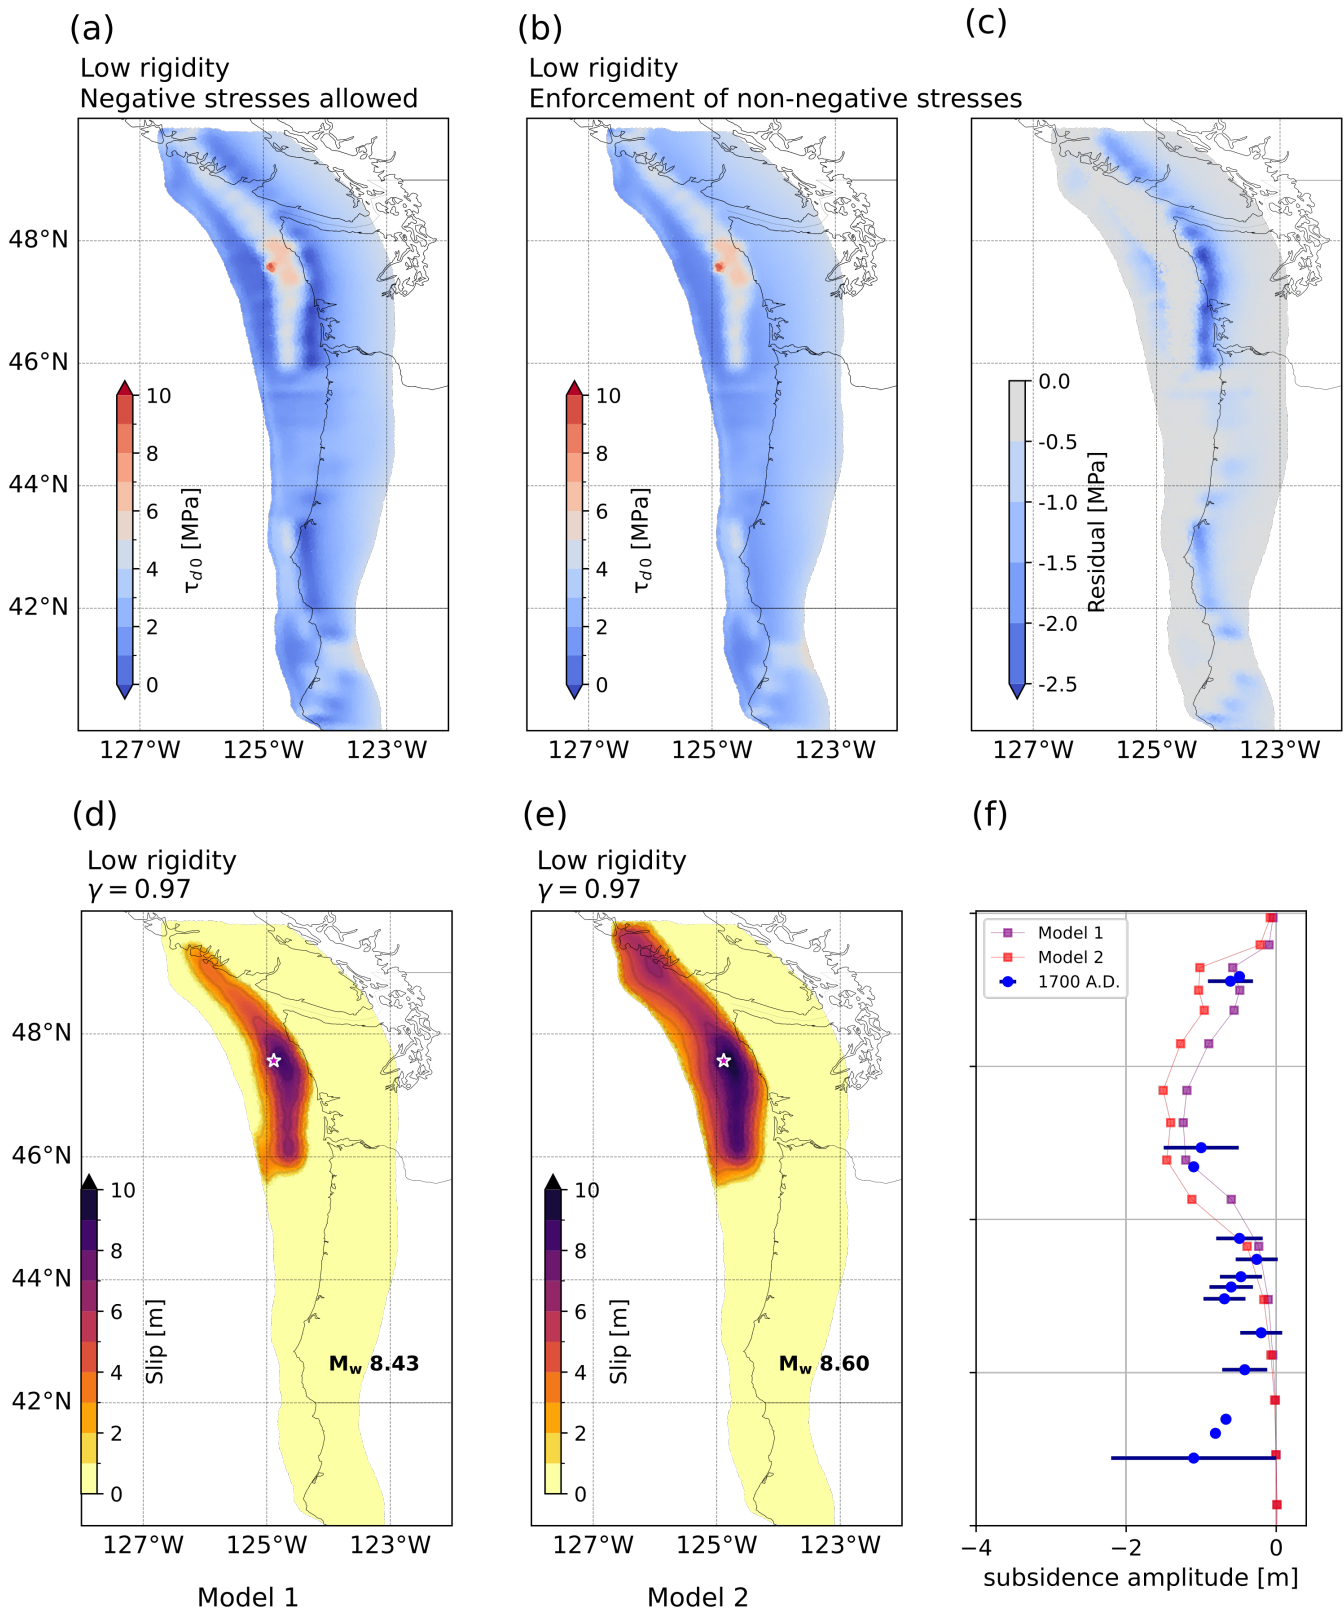 (a)
Low rigidity
Negative stresses allowed
(b)
Low rigidity
Enforcement of non-negative stresses
(c)
48°N
46°N
44°N
42°N
10
8
6
4
2
0
τd0 [MPa]
127°W
125°W
123°W
10
8
6
4
2
0
τd0 [MPa]
127°W
125°W
123°W
0.0
-0.5
-1.0
-1.5
-2.0
-2.5
Residual [MPa]
127°W
125°W
123°W
(d)
Low rigidity
γ = 0.97
48°N
46°N
44°N
42°N
10
8
6
4
2
0
Slip [m]
Mw 8.43
127°W
125°W
123°W
Model 1
(e)
Low rigidity
γ = 0.97
10
8
6
4
2
0
Slip [m]
Mw 8.60
127°W
125°W
123°W
Model 2
(f)
Model 1
Model 2
1700 A.D.
−4
−2
0
subsidence amplitude [m]